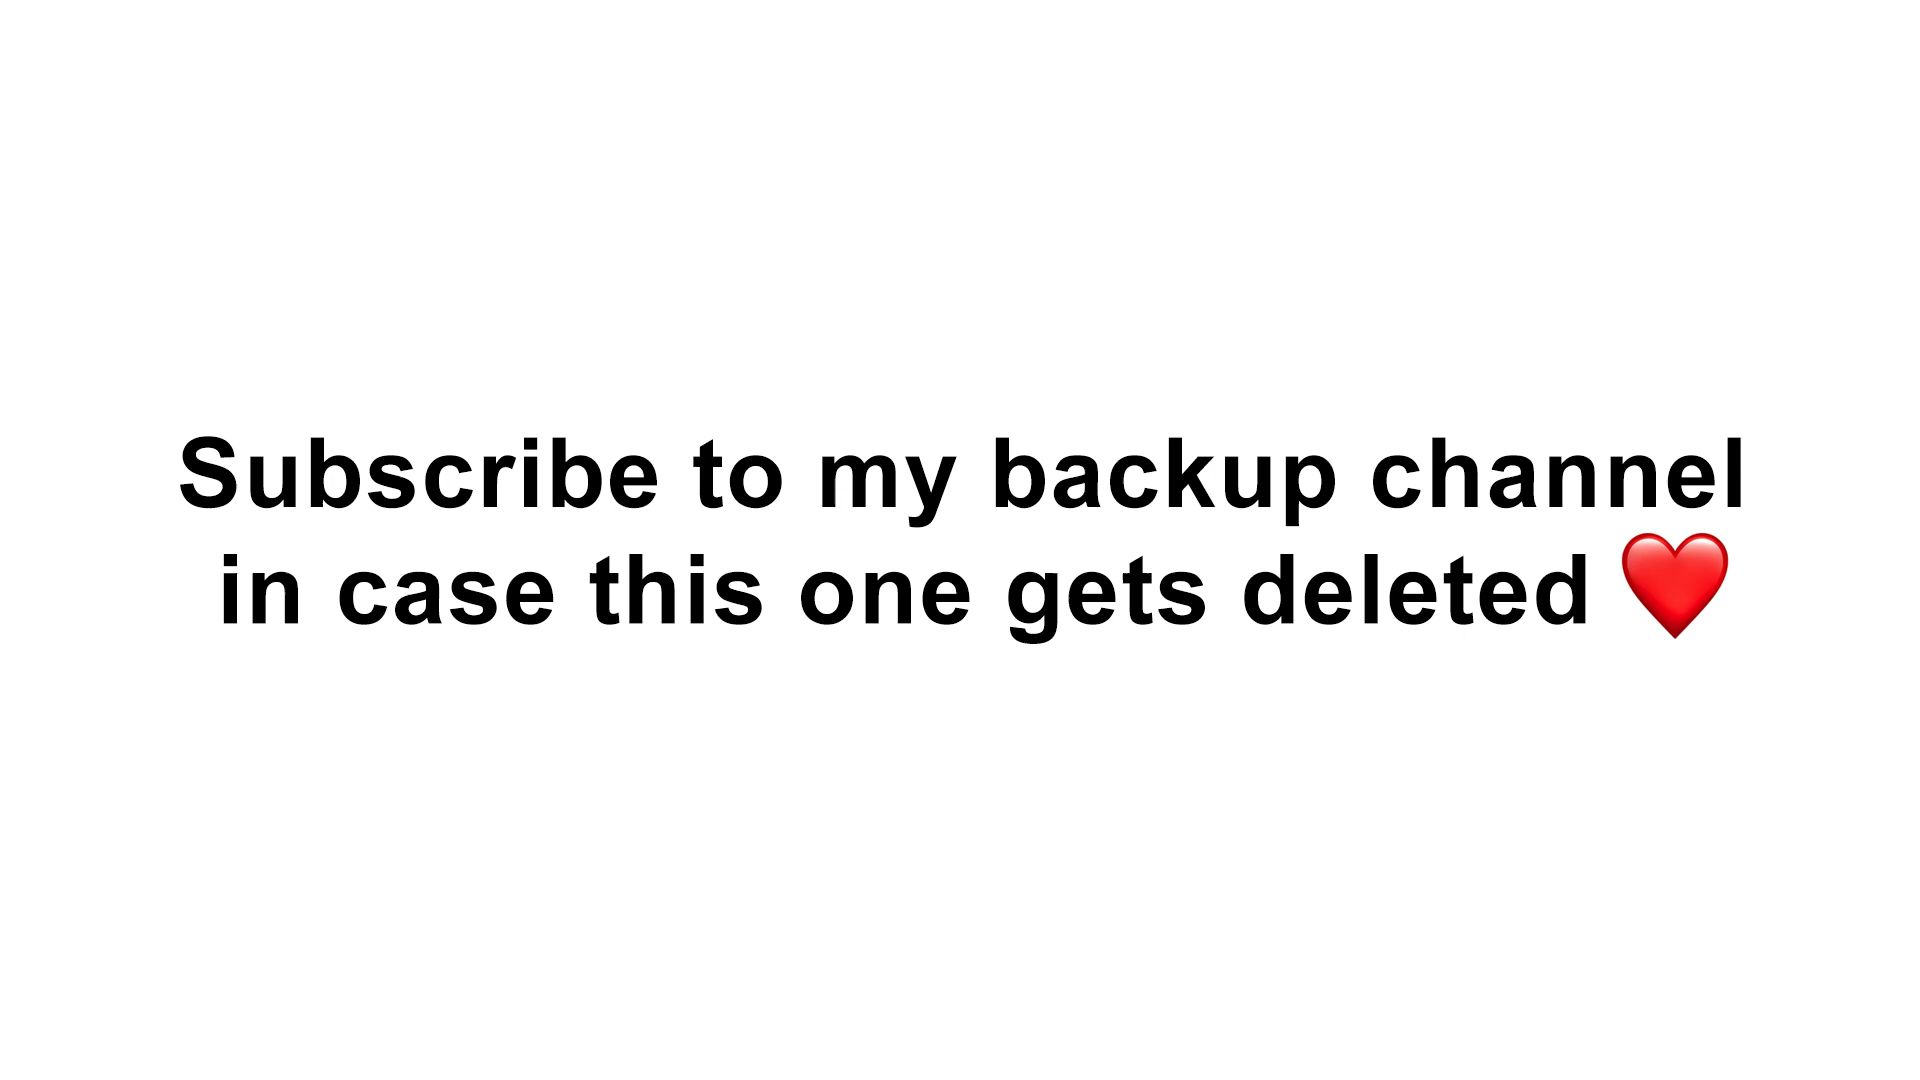 Subscribe to my backup channel
in case this one gets deleted ❤️